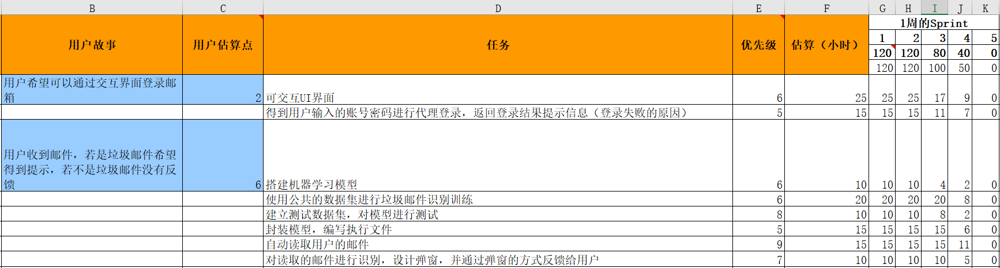 B C D E F G H I J K
用户故事 用户估算点 任务 优先级 估算（小时） 1周的Sprint
1 2 3 4 5
120 120 80 40 0
120 120 100 50 0
用户希望可以通过交互界面登录邮
箱 2 可交互UI界面 6 25 25 25 17 9 0
得到用户输入的账号密码进行代理登录，返回登录结果提示信息（登录失败的原因） 5 15 15 15 11 7 0
用户收到邮件，若是垃圾邮件希望
得到提示，若不是垃圾邮件没有反
馈 6 搭建机器学习模型 6 10 10 10 4 2 0
使用公共的数据集进行垃圾邮件识别训练 6 20 20 20 20 8 0
建立测试数据集，对模型进行测试 8 10 10 10 8 2 0
封装模型，编写执行文件 5 15 15 15 15 6 0
自动读取用户的邮件 9 15 15 15 15 11 0
对读取的邮件进行识别，设计弹窗，并通过弹窗的方式反馈给用户 7 10 10 10 10 5 0